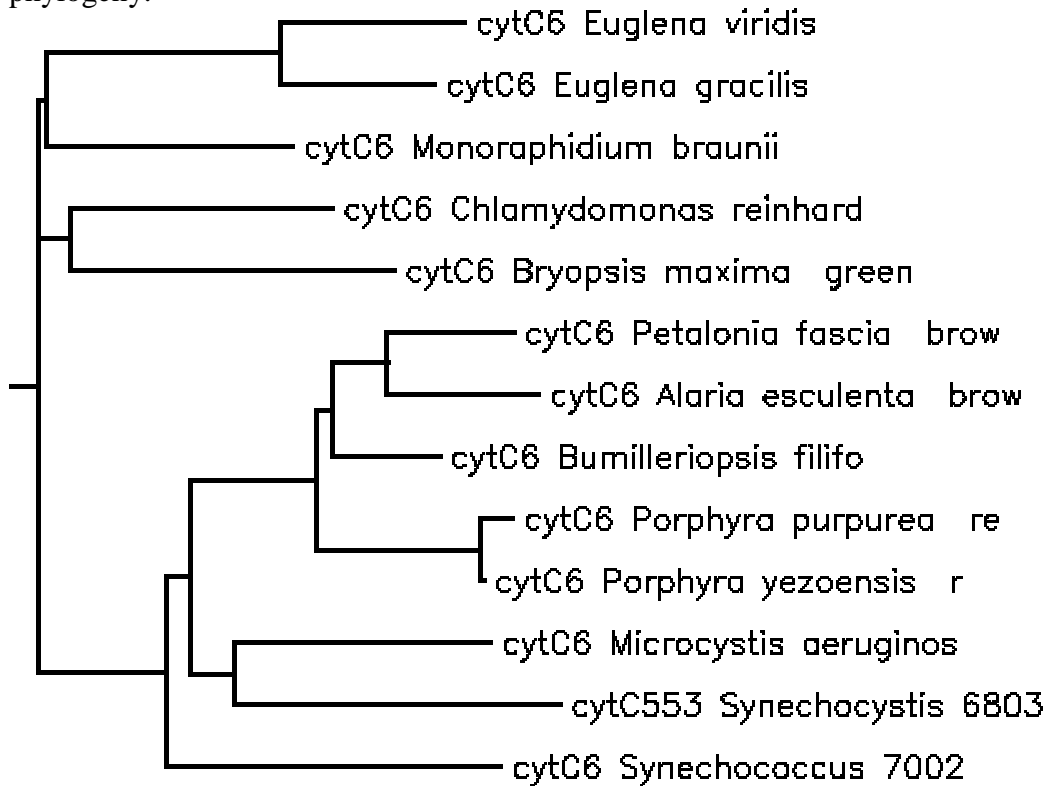 phylogeny.
cytC6 Euglena viridis
cytC6 Euglena gracilis
cytC6 Monoraphidium braunii
cytC6 Chlamydomonas reinhard
cytC6 Bryopsis maxima green
cytC6 Petalonia fascia brow
cytC6 Alaria esculenta brow
cytC6 Bumilleriopsis filifo
cytC6 Porphyra purpurea re
cytC6 Porphyra yezoensis r
cytC6 Microcystis aeruginos
cytC553 Synechocystis 6803
cytC6 Synechocaccus 7002